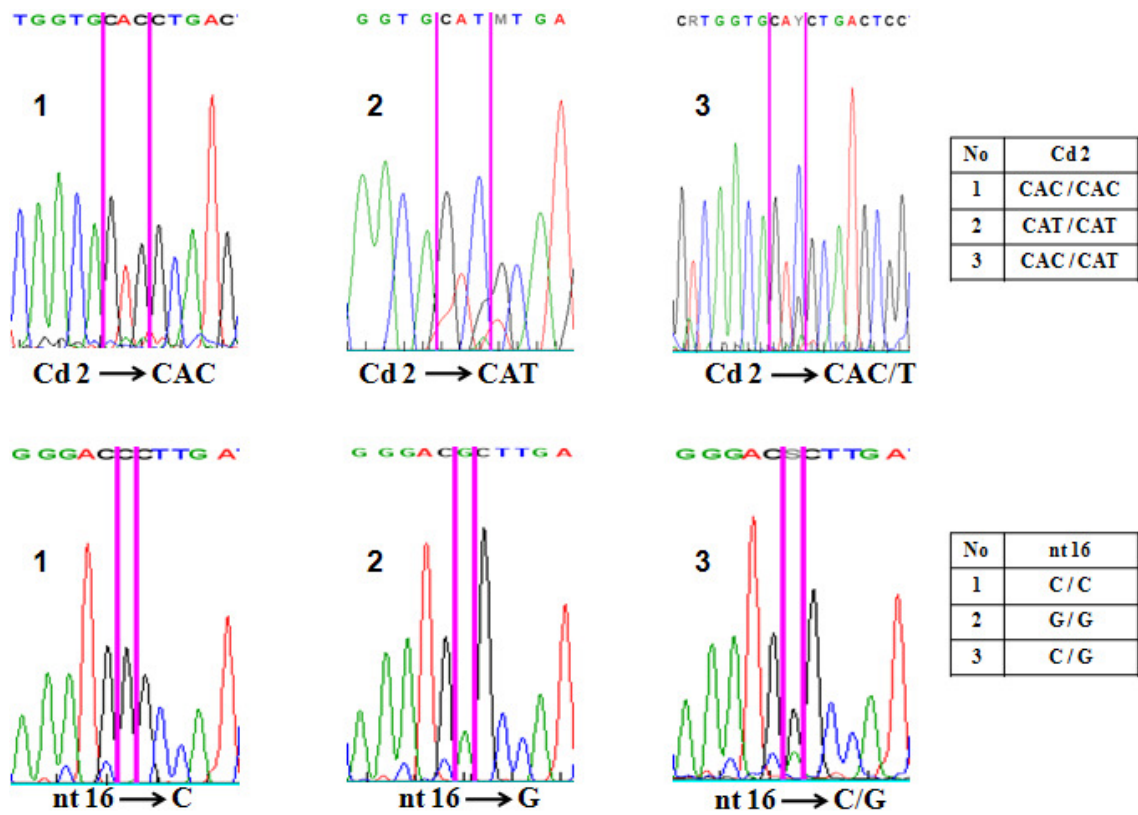 TGGTGCACCTGAC
1
Cd 2 → CAC
GGTGCATMTGA
2
Cd 2 → CAT
CRTGGTGCAYCTGACTCC
3
Cd 2 → CAC/T
No Cd 2
1 CAC / CAC
2 CAT / CAT
3 CAC / CAT
GGGACCCTTGA
1
nt 16 → C
GGGACGCTTGA
2
nt 16 → G
GGGACSCTTGA
3
nt 16 → C/G
No nt 16
1 C / C
2 G / G
3 C / G